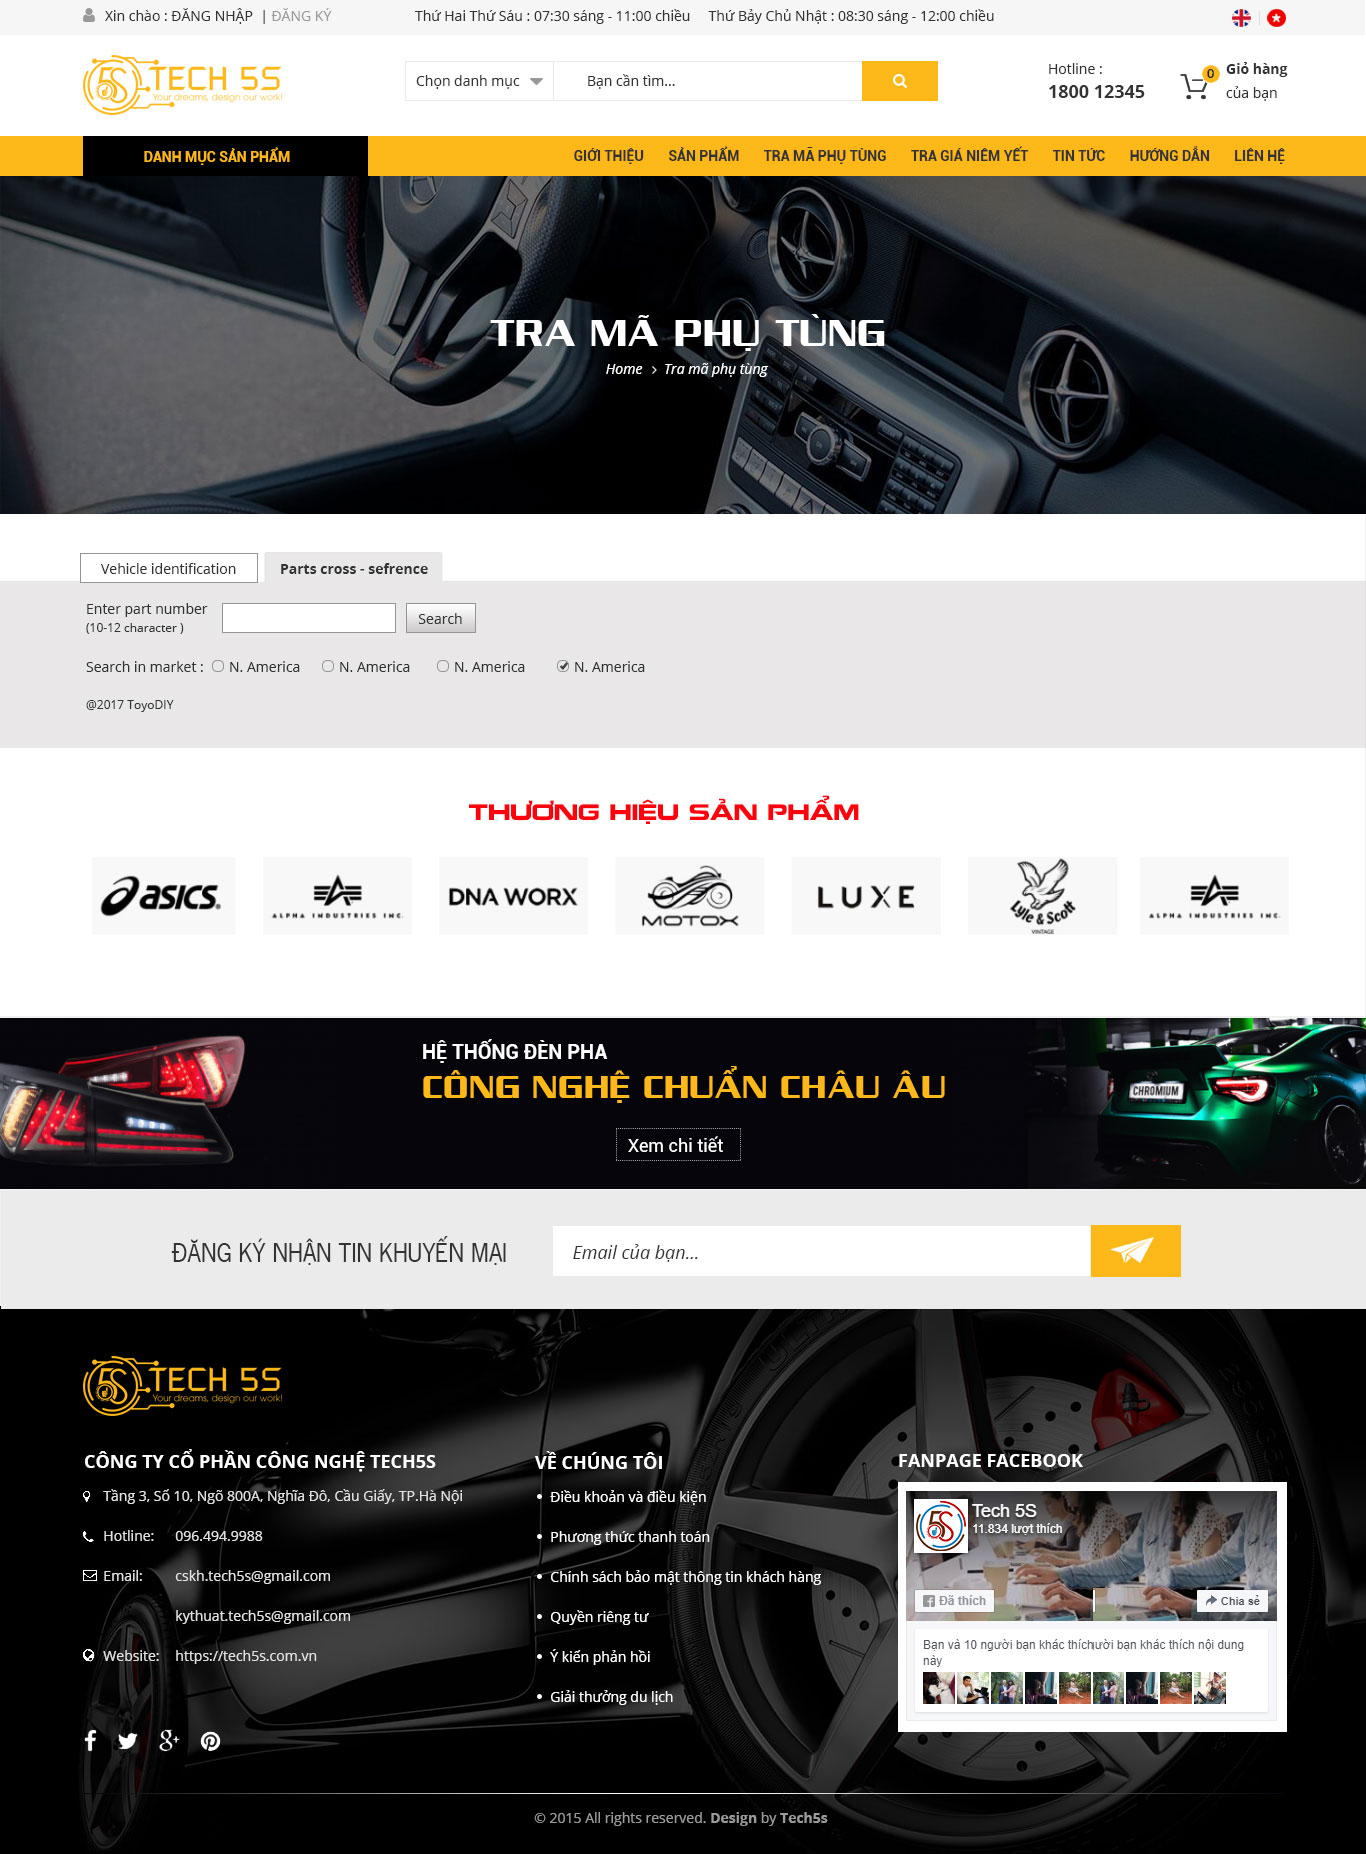 Xin chào : ĐĂNG NHẬP | ĐĂNG KÝ
Thứ Hai Thứ Sáu : 07:30 sáng - 11:00 chiều
Thứ Bảy Chủ Nhật : 08:30 sáng - 12:00 chiều
5S TECH 5S
Your dreams, design our work!
Chọn danh mục
Bạn cần tìm...
Hotline :
1800 12345
0
Giỏ hàng
của bạn
DANH MỤC SẢN PHẨM
GIỚI THIỆU SẢN PHẨM TRA MÃ PHỤ TÙNG TRA GIÁ NIÊM YẾT TIN TỨC HƯỚNG DẪN LIÊN HỆ
TRA MÃ PHỤ TÙNG
Home > Tra mã phụ tùng
Vehicle identification
Parts cross - sefrence
Enter part number
(10-12 character )
Search
Search in market : N. America N. America N. America N. America
@2017 ToyoDIY
THƯƠNG HIỆU SẢN PHẨM
asics
ALPHA INDUSTRIES INC.
DNA WORX
MOTOX
LUXE
Lyle & Scott
VINTAGE
ALPHA INDUSTRIES INC.
HỆ THỐNG ĐÈN PHA
CÔNG NGHỆ CHUẨN CHÂU ÂU
Xem chi tiết
CHROMIUM
ĐĂNG KÝ NHẬN TIN KHUYẾN MẠI
Email của bạn...
5S TECH 5S
Your dreams, design our work!
CÔNG TY CỔ PHẦN CÔNG NGHỆ TECH5S
Tầng 3, Số 10, Ngõ 800A, Nghĩa Đô, Cầu Giấy, TP.Hà Nội
Hotline: 096.494.9988
Email: cskh.tech5s@gmail.com
kythuat.tech5s@gmail.com
Website: https://tech5s.com.vn
VỀ CHÚNG TÔI
• Điều khoản và điều kiện
• Phương thức thanh toán
• Chính sách bảo mật thông tin khách hàng
• Quyền riêng tư
• Ý kiến phản hồi
• Giải thưởng du lịch
FANPAGE FACEBOOK
5S
Tech 5S
11.834 lượt thích
Đã thích
Chia sẻ
Bạn và 10 người bạn khác thíchười bạn khác thích nội dung
này
© 2015 All rights reserved. Design by Tech5s